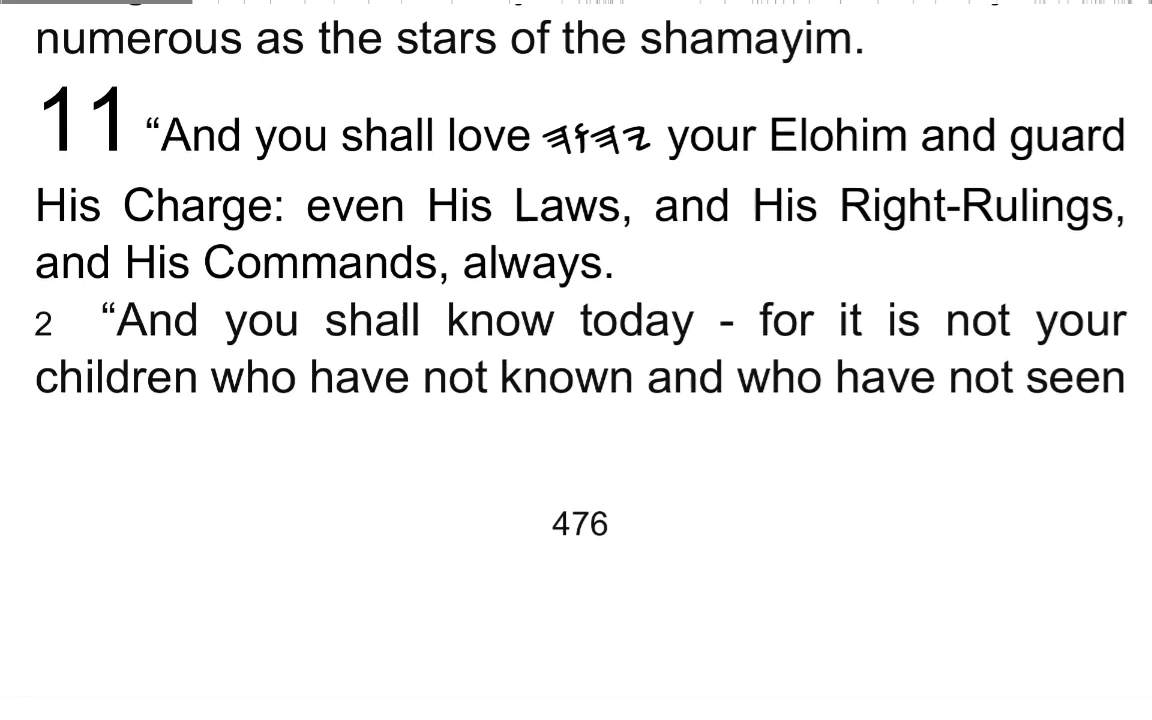 numerous as the stars of the shamayim.
11 “And you shall love 𐤉𐤄𐤅𐤄 your Elohim and guard
His Charge: even His Laws, and His Right-Rulings,
and His Commands, always.
2 “And you shall know today - for it is not your
children who have not known and who have not seen
476